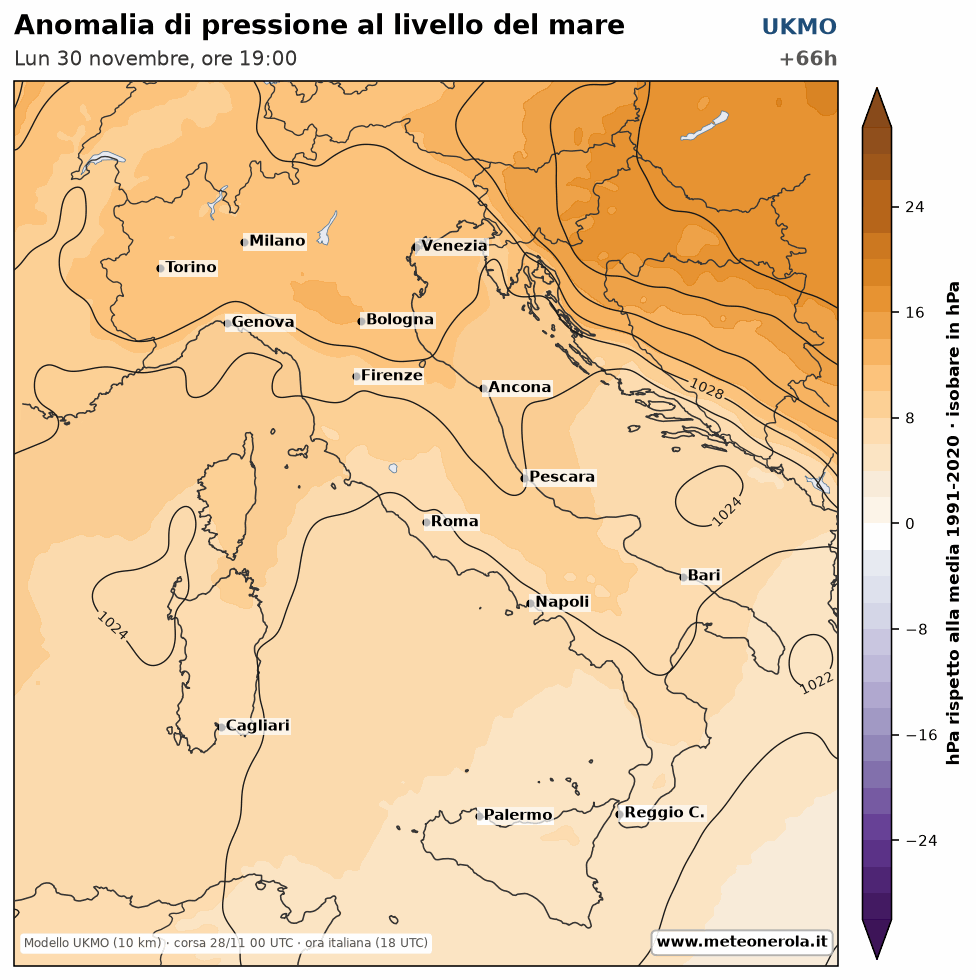 Anomalia di pressione al livello del mare
UKMO
Lun 30 novembre, ore 19:00
+66h
Milano
Venezia
Torino
Genova
Bologna
Firenze
Ancona
1028
Pescara
1024
Roma
Bari
Napoli
1024
1022
Cagliari
Palermo
Reggio C.
Modello UKMO (10 km) · corsa 28/11 00 UTC · ora italiana (18 UTC)
www.meteonerola.it
24
16
8
0
−8
−16
−24
hPa rispetto alla media 1991-2020 · isobare in hPa